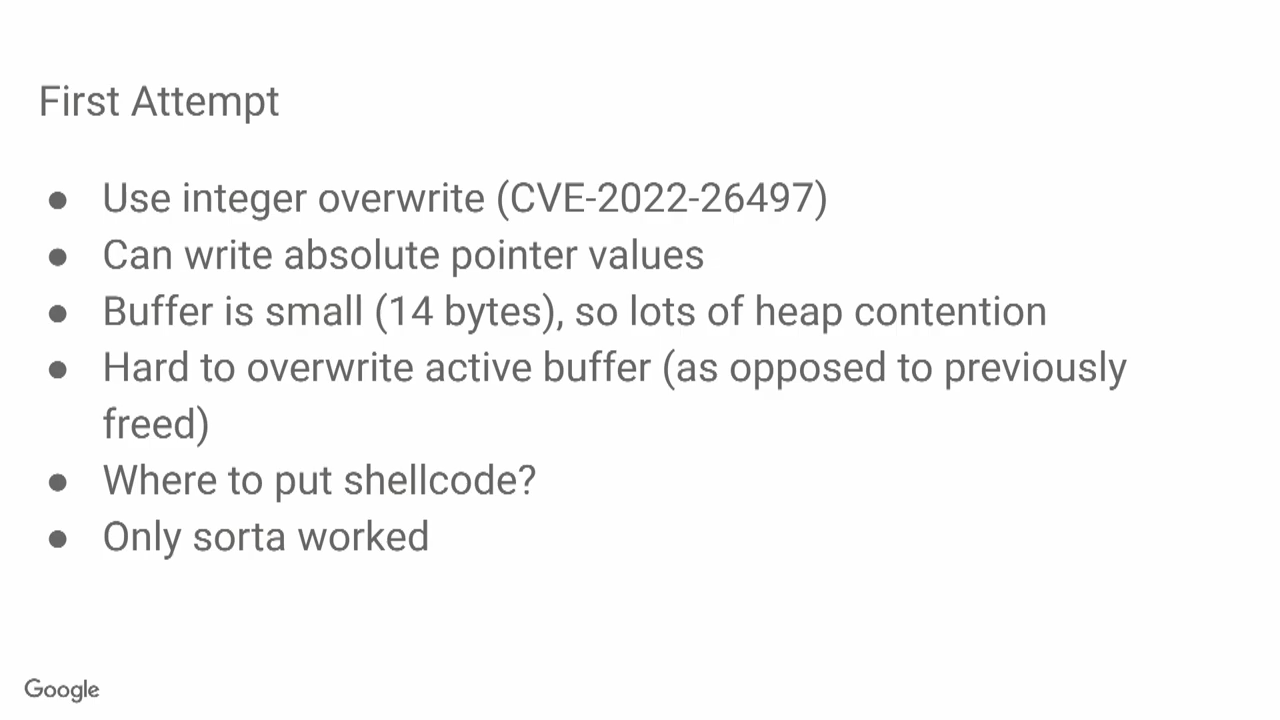 First Attempt
● Use integer overwrite (CVE-2022-26497)
● Can write absolute pointer values
● Buffer is small (14 bytes), so lots of heap contention
● Hard to overwrite active buffer (as opposed to previously
freed)
● Where to put shellcode?
● Only sorta worked
Google